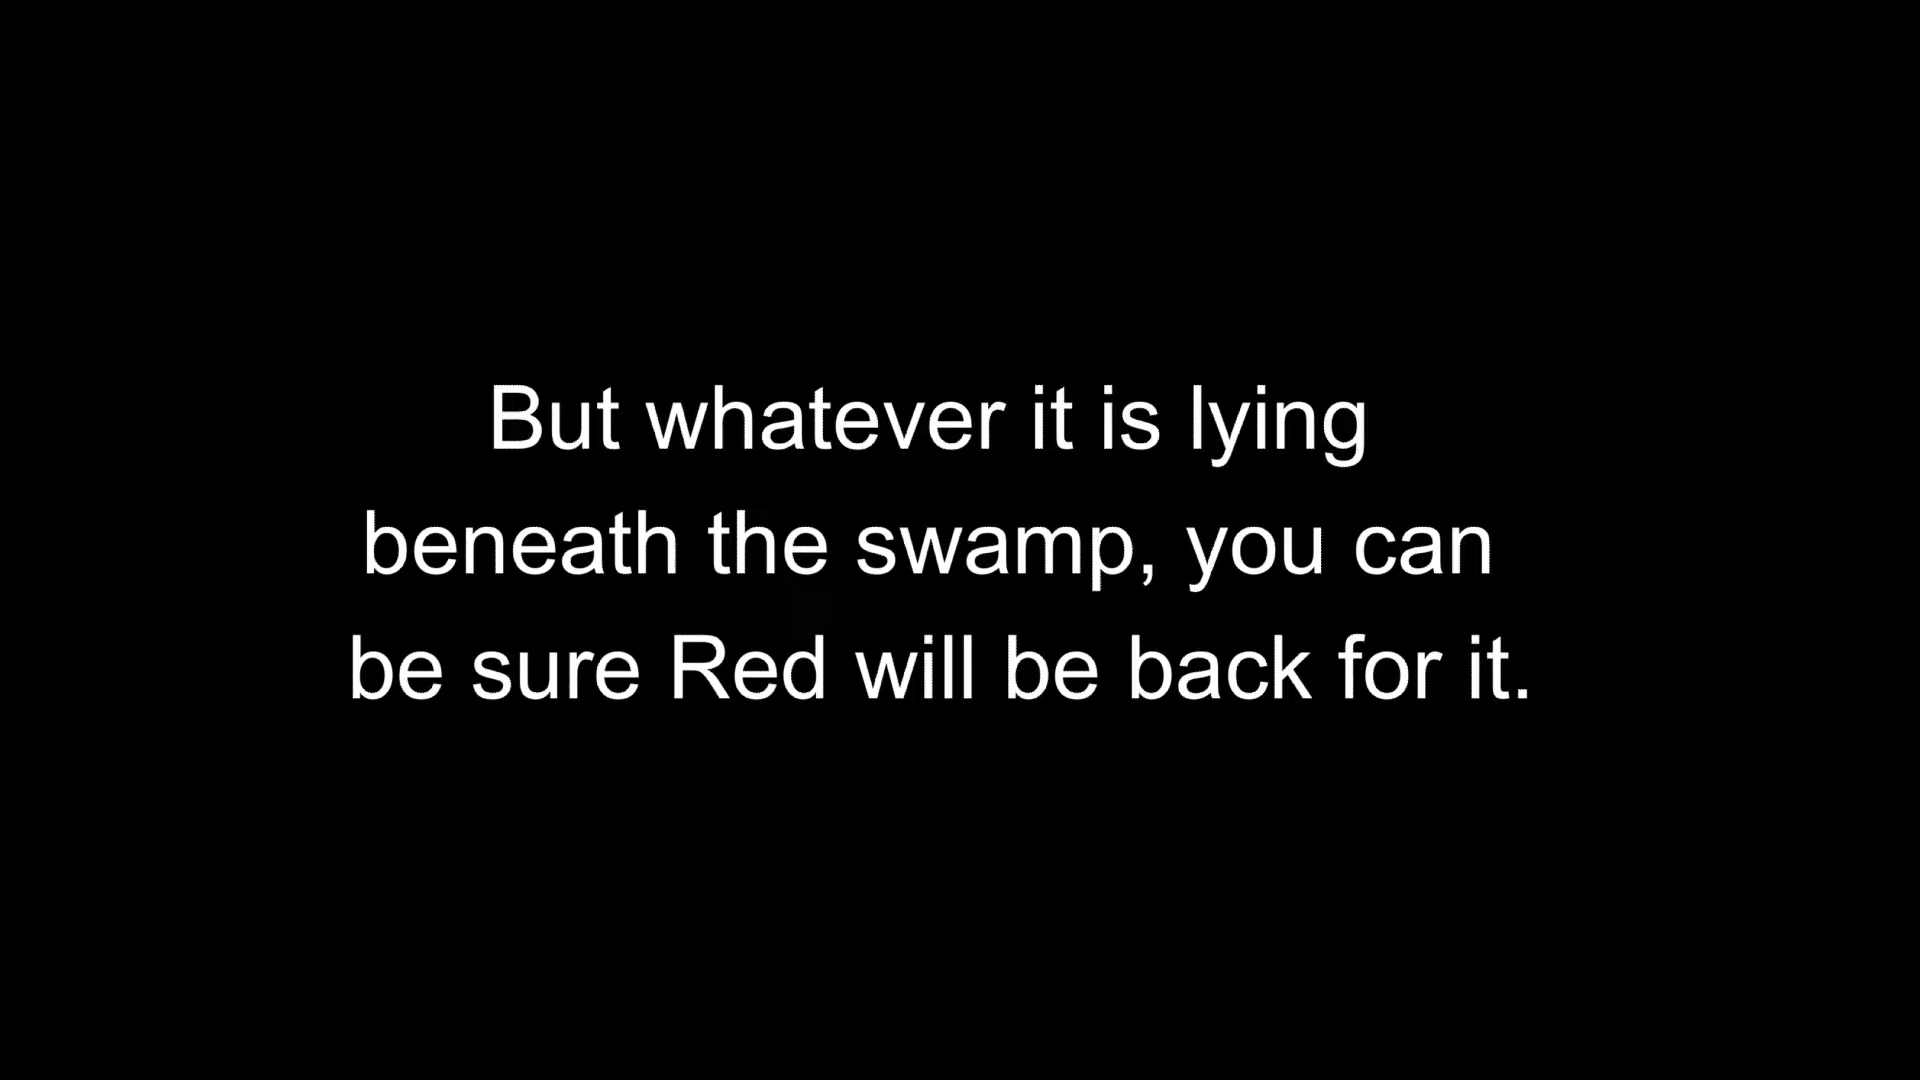 But whatever it is lying
beneath the swamp, you can
be sure Red will be back for it.